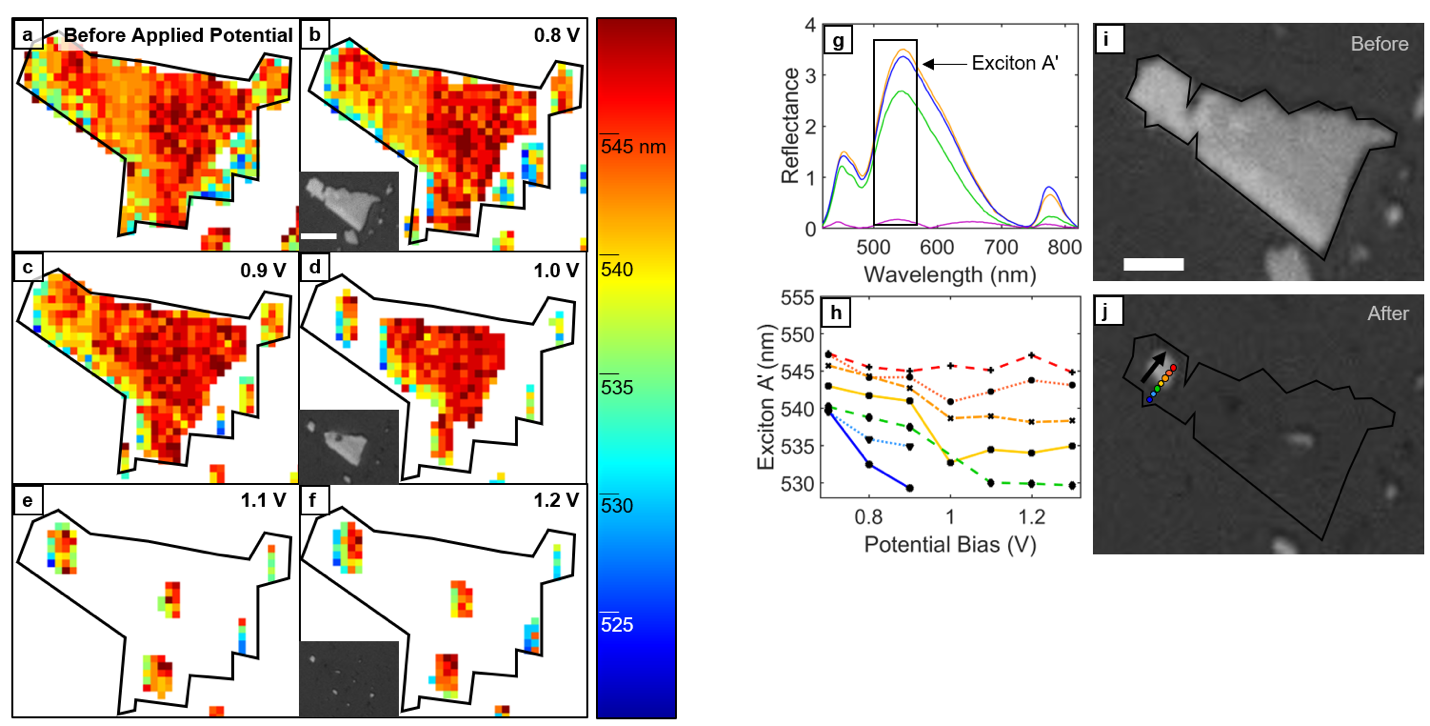 a Before Applied Potential
b 0.8 V
c 0.9 V
d 1.0 V
e 1.1 V
f 1.2 V
545 nm
540
535
530
525
g
Exciton A'
4
3
2
1
0
Reflectance
500 600 700 800
Wavelength (nm)
h
555
550
545
540
535
530
Exciton A' (nm)
0.8 1 1.2
Potential Bias (V)
i Before
j After